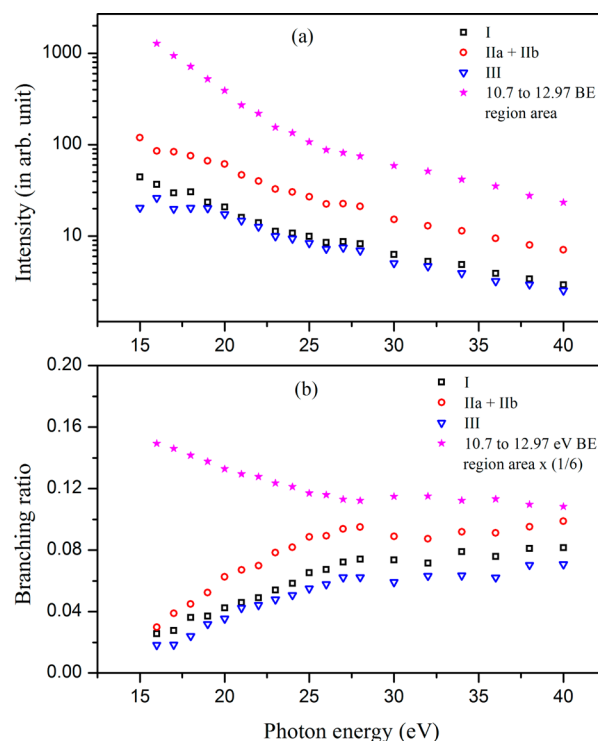 (a)
I
IIa + IIb
III
10.7 to 12.97 BE
region area
Intensity (in arb. unit)
1000
100
10
15 20 25 30 35 40
(b)
I
IIa + IIb
III
10.7 to 12.97 eV BE
region area x (1/6)
Branching ratio
0.20
0.16
0.12
0.08
0.04
0.00
15 20 25 30 35 40
Photon energy (eV)